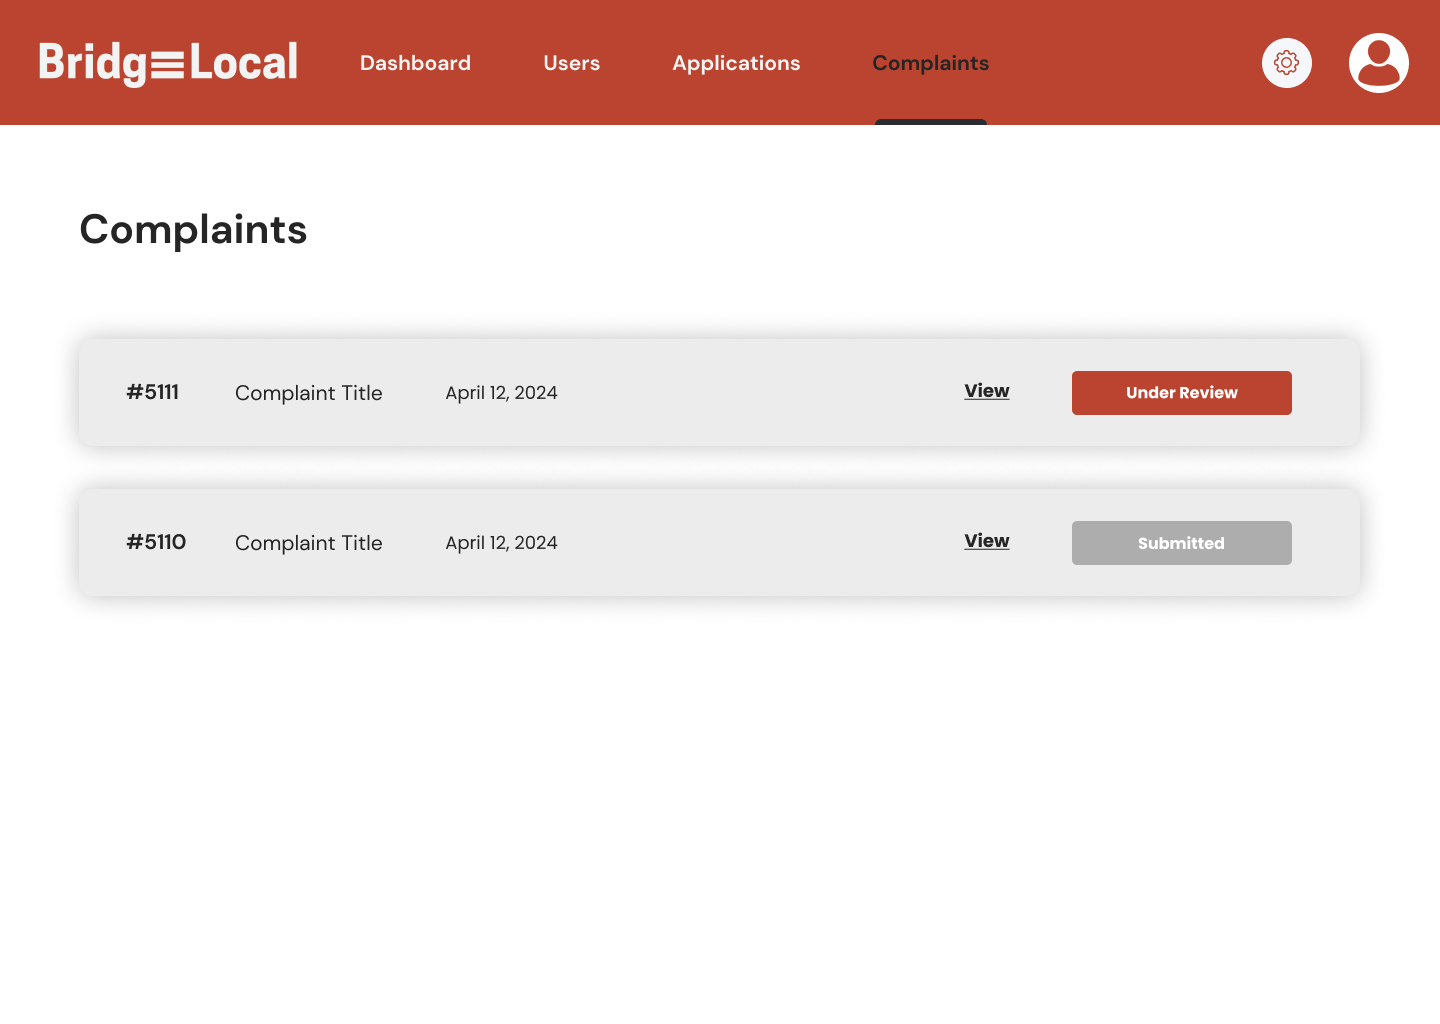 BridgeLocal
Dashboard Users Applications Complaints
Complaints
#5111 Complaint Title April 12, 2024 View Under Review
#5110 Complaint Title April 12, 2024 View Submitted